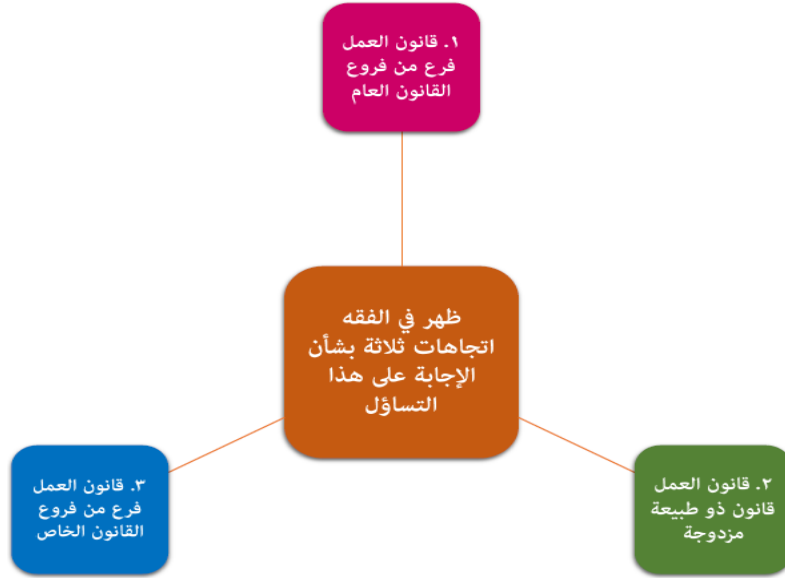 ١. قانون العمل
فرع من فروع
القانون العام
ظهر في الفقه
اتجاهات ثلاثة بشأن
الإجابة على هذا
التساؤل
٢. قانون العمل
قانون ذو طبيعة
مزدوجة
٣. قانون العمل
فرع من فروع
القانون الخاص